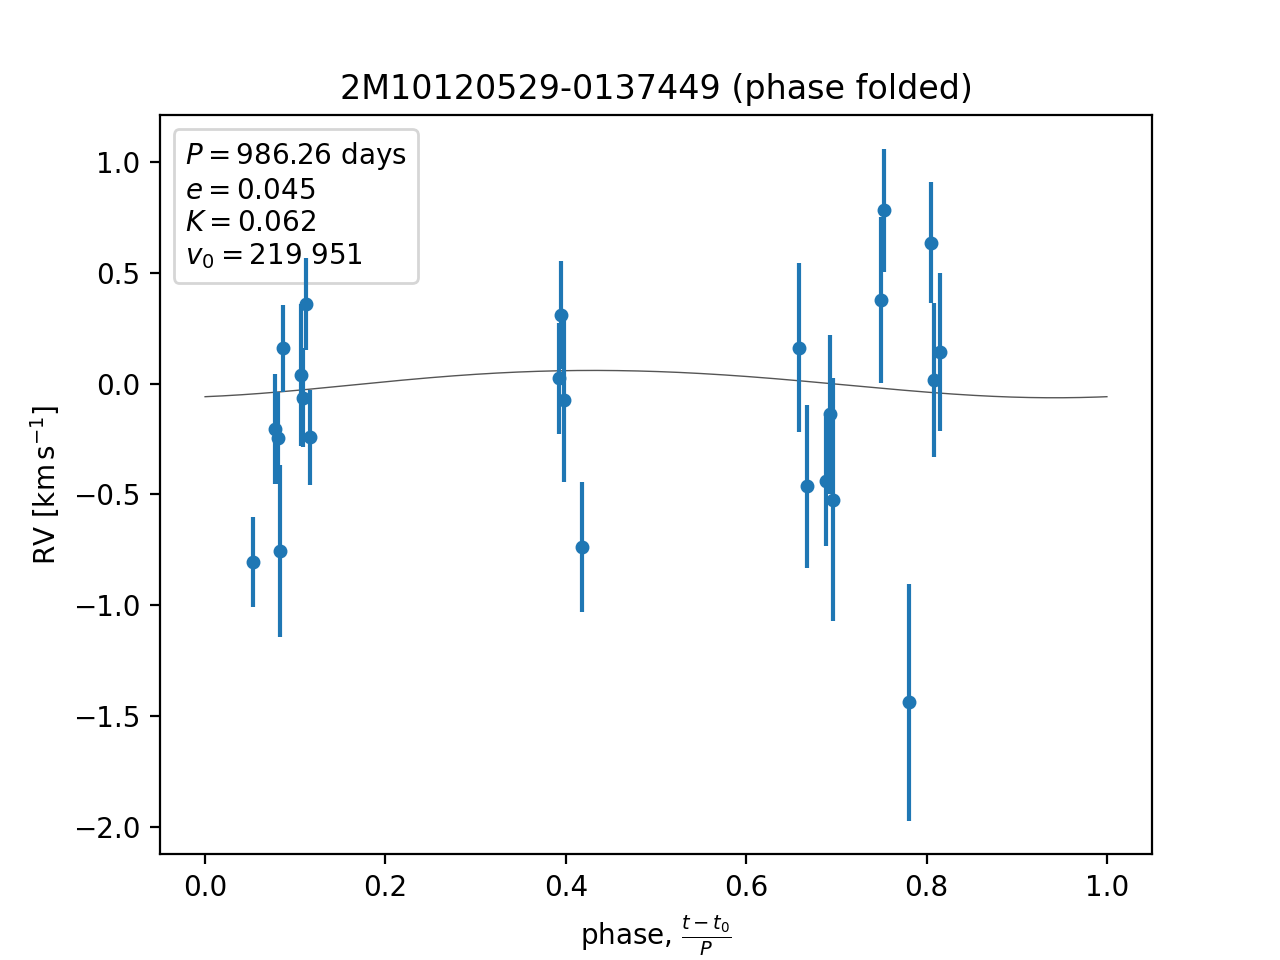 2M10120529-0137449 (phase folded)
P = 986.26 days
e = 0.045
K = 0.062
v₀ = 219.951
1.0
0.5
0.0
−0.5
−1.0
−1.5
−2.0
RV [km s⁻¹]
0.0 0.2 0.4 0.6 0.8 1.0
phase, (t − t₀)/P